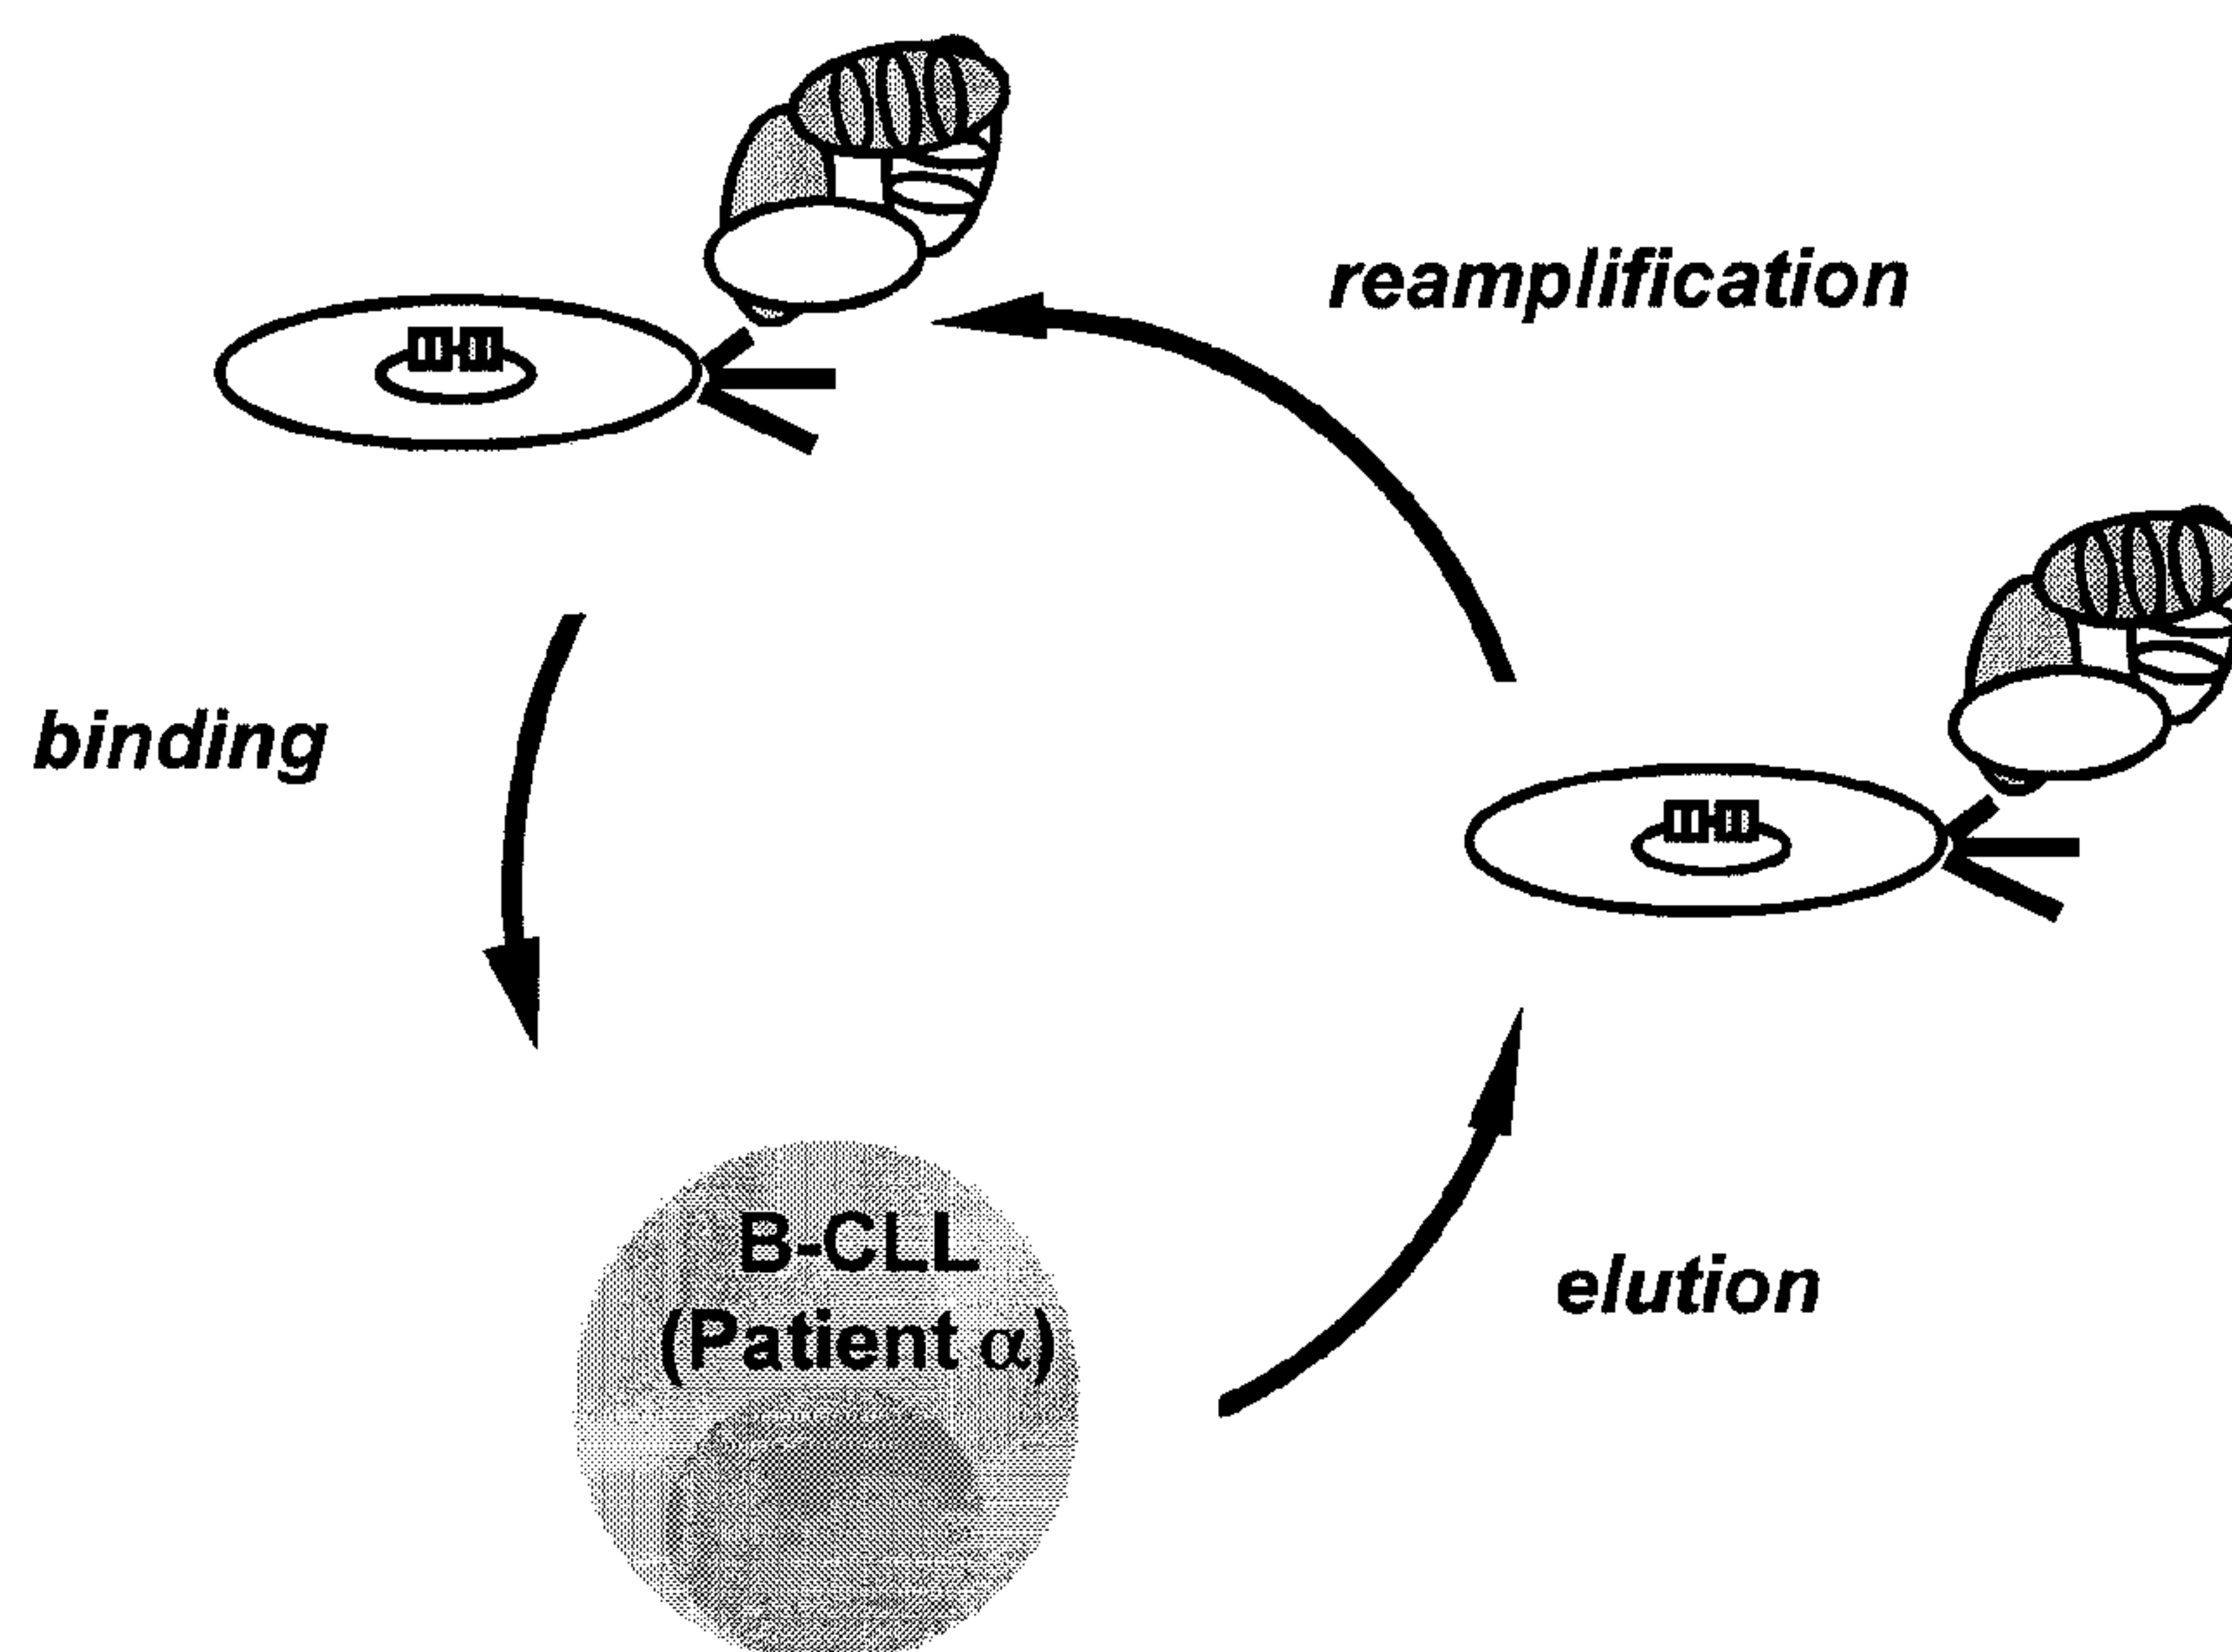 reamplification
binding
B-CLL
(Patient α)
elution